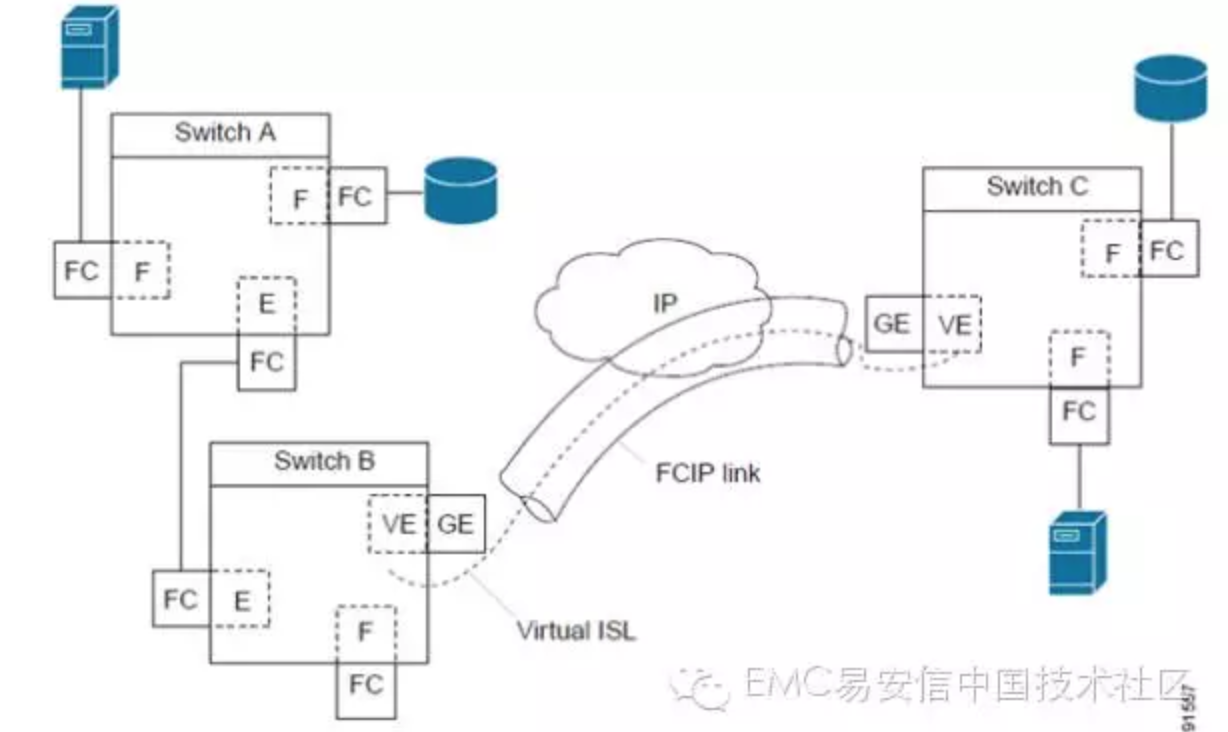 Switch A
F FC
FC F
E
FC
Switch B
VE GE
FC E
F
FC
IP
FCIP link
Virtual ISL
Switch C
F FC
GE VE
F
FC
EMC易安信中国技术社区
91557